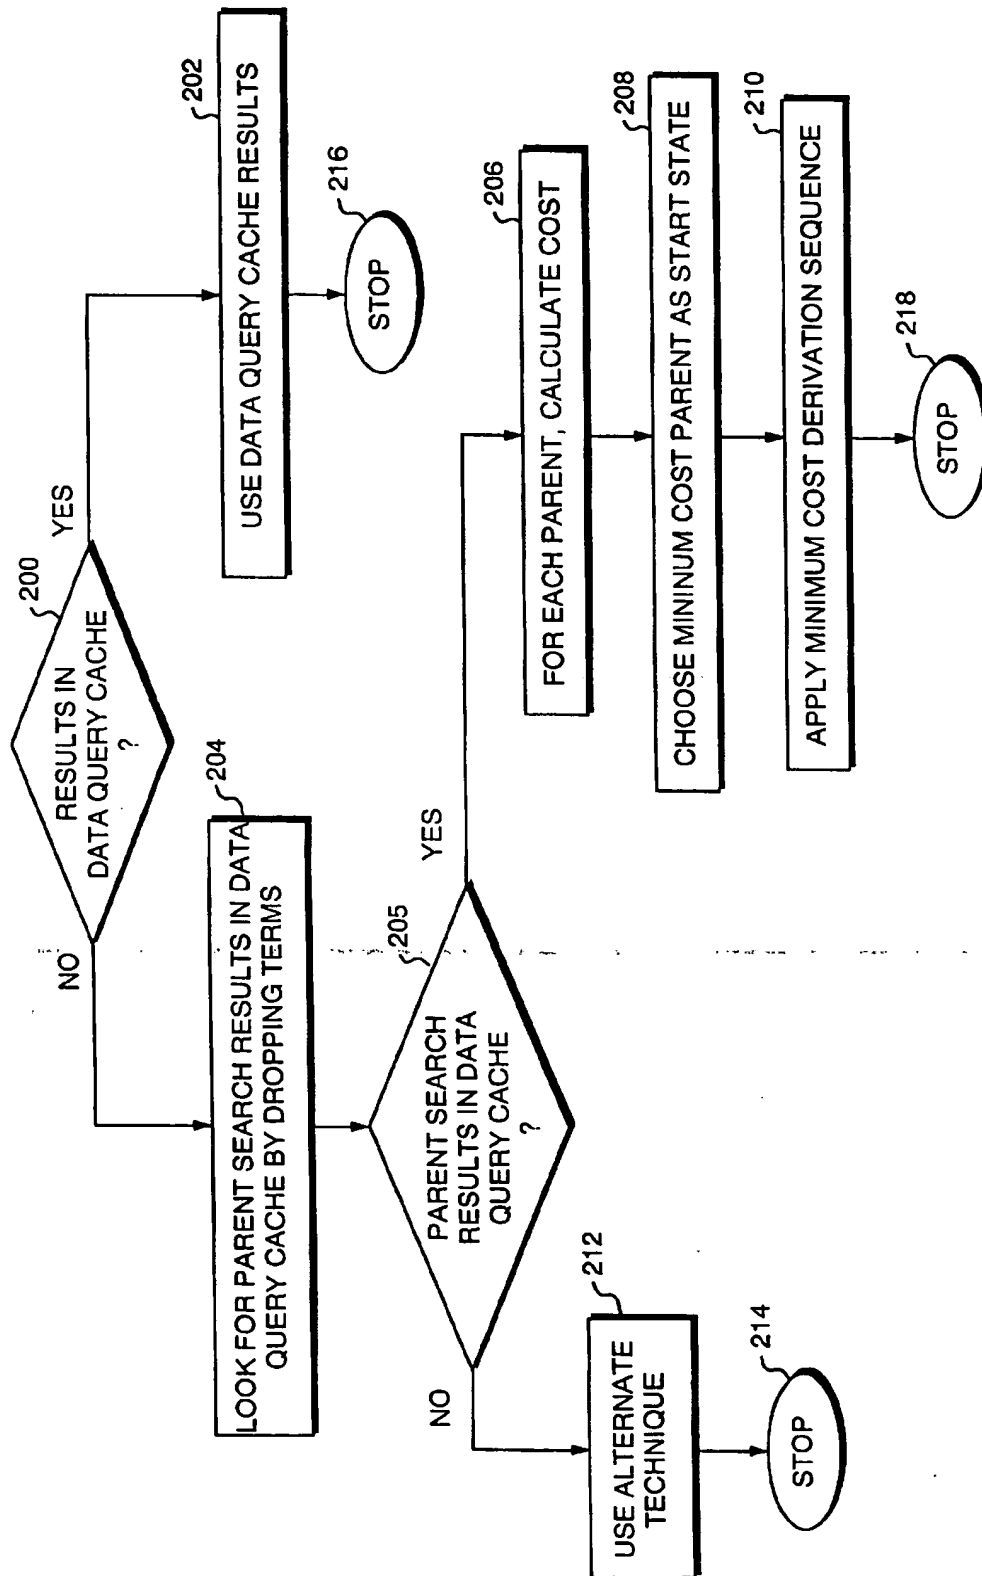 200
RESULTS IN
DATA QUERY CACHE
?
YES
NO
202
USE DATA QUERY CACHE RESULTS
216
STOP
204
LOOK FOR PARENT SEARCH RESULTS IN DATA
QUERY CACHE BY DROPPING TERMS
205
PARENT SEARCH
RESULTS IN DATA
QUERY CACHE
?
YES
NO
206
FOR EACH PARENT, CALCULATE COST
208
CHOOSE MININUM COST PARENT AS START STATE
210
APPLY MINIMUM COST DERIVATION SEQUENCE
218
STOP
212
USE ALTERNATE
TECHNIQUE
214
STOP